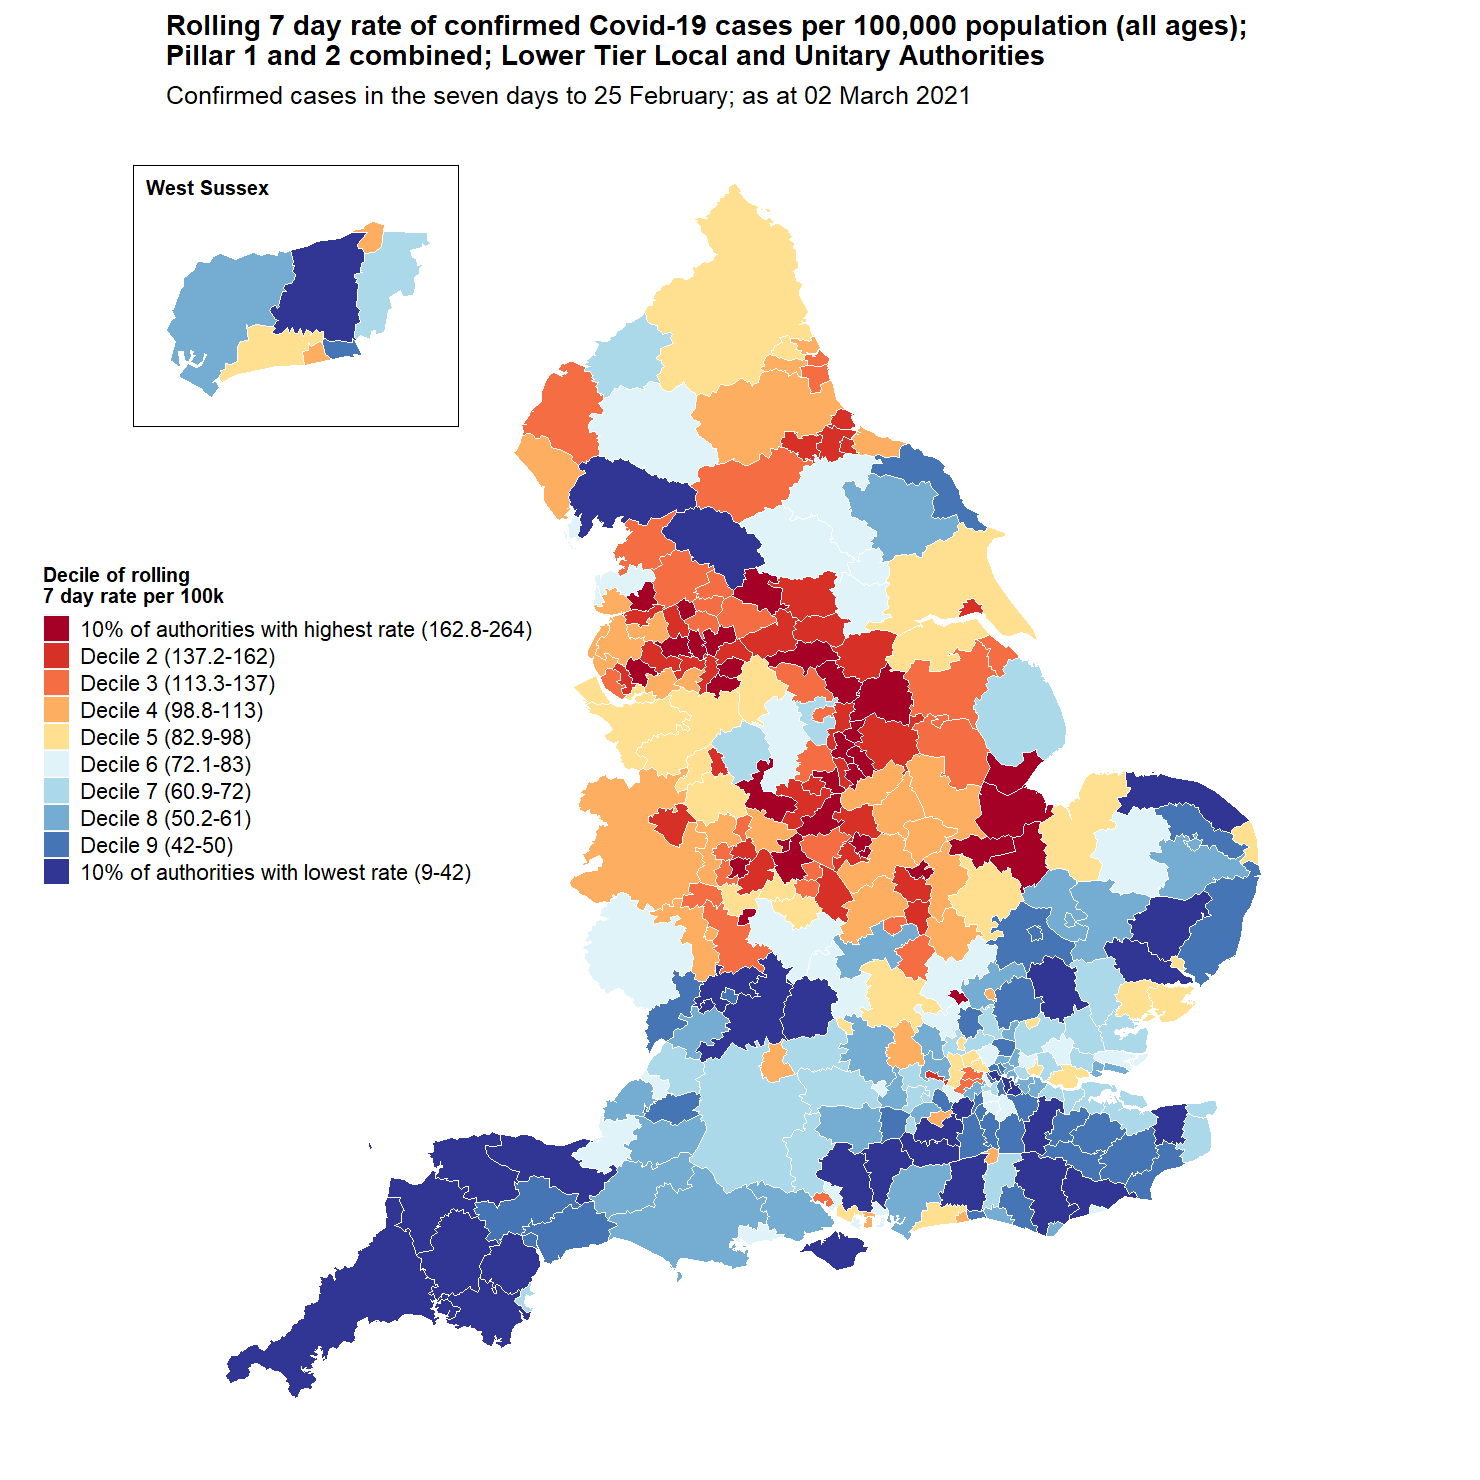 Rolling 7 day rate of confirmed Covid-19 cases per 100,000 population (all ages);
Pillar 1 and 2 combined; Lower Tier Local and Unitary Authorities
Confirmed cases in the seven days to 25 February; as at 02 March 2021
West Sussex
Decile of rolling
7 day rate per 100k
10% of authorities with highest rate (162.8-264)
Decile 2 (137.2-162)
Decile 3 (113.3-137)
Decile 4 (98.8-113)
Decile 5 (82.9-98)
Decile 6 (72.1-83)
Decile 7 (60.9-72)
Decile 8 (50.2-61)
Decile 9 (42-50)
10% of authorities with lowest rate (9-42)